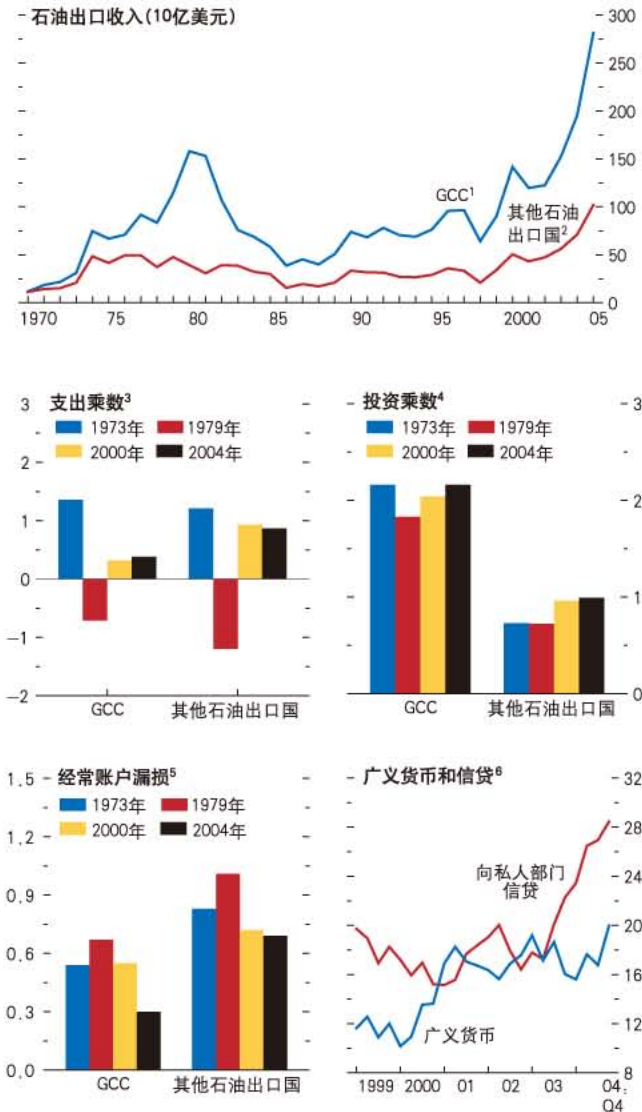 石油出口收入(10亿美元)
300
250
200
150
100
50
0
GCC¹
其他石油
出口国²
1970 75 80 85 90 95 2000 05
支出乘数³
1973年 1979年
2000年 2004年
3
2
1
0
−1
−2
GCC 其他石油出口国
投资乘数⁴
1973年 1979年
2000年 2004年
3
2
1
0
GCC 其他石油出口国
经常账户漏损⁵
1973年 1979年
2000年 2004年
1.5
1.2
0.9
0.6
0.3
0.0
GCC 其他石油出口国
广义货币和信贷⁶
32
28
24
20
16
12
8
向私人部门
信贷
广义货币
1999 2000 01 02 03 04:
Q4